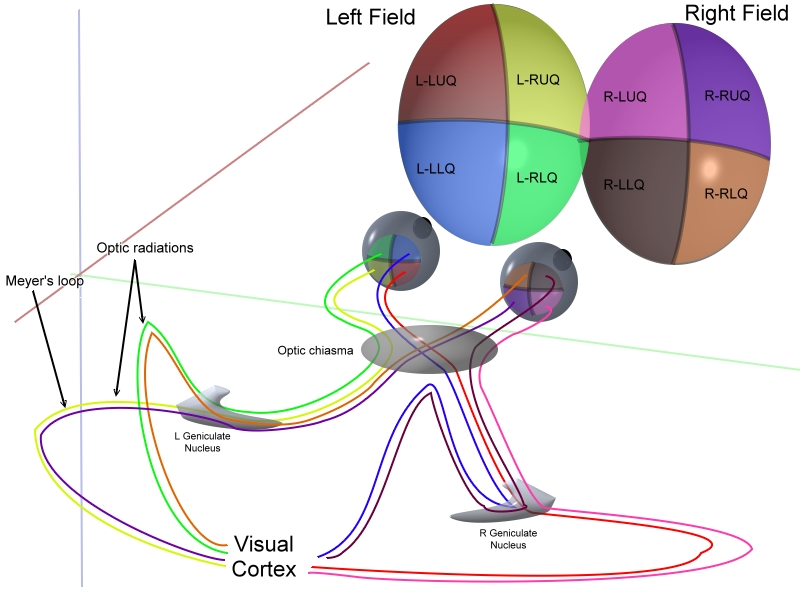 Left Field
Right Field
L-LUQ
L-RUQ
R-LUQ
R-RUQ
L-LLQ
L-RLQ
R-LLQ
R-RLQ
Optic radiations
Meyer's loop
Optic chiasma
L Geniculate
Nucleus
R Geniculate
Nucleus
Visual
Cortex